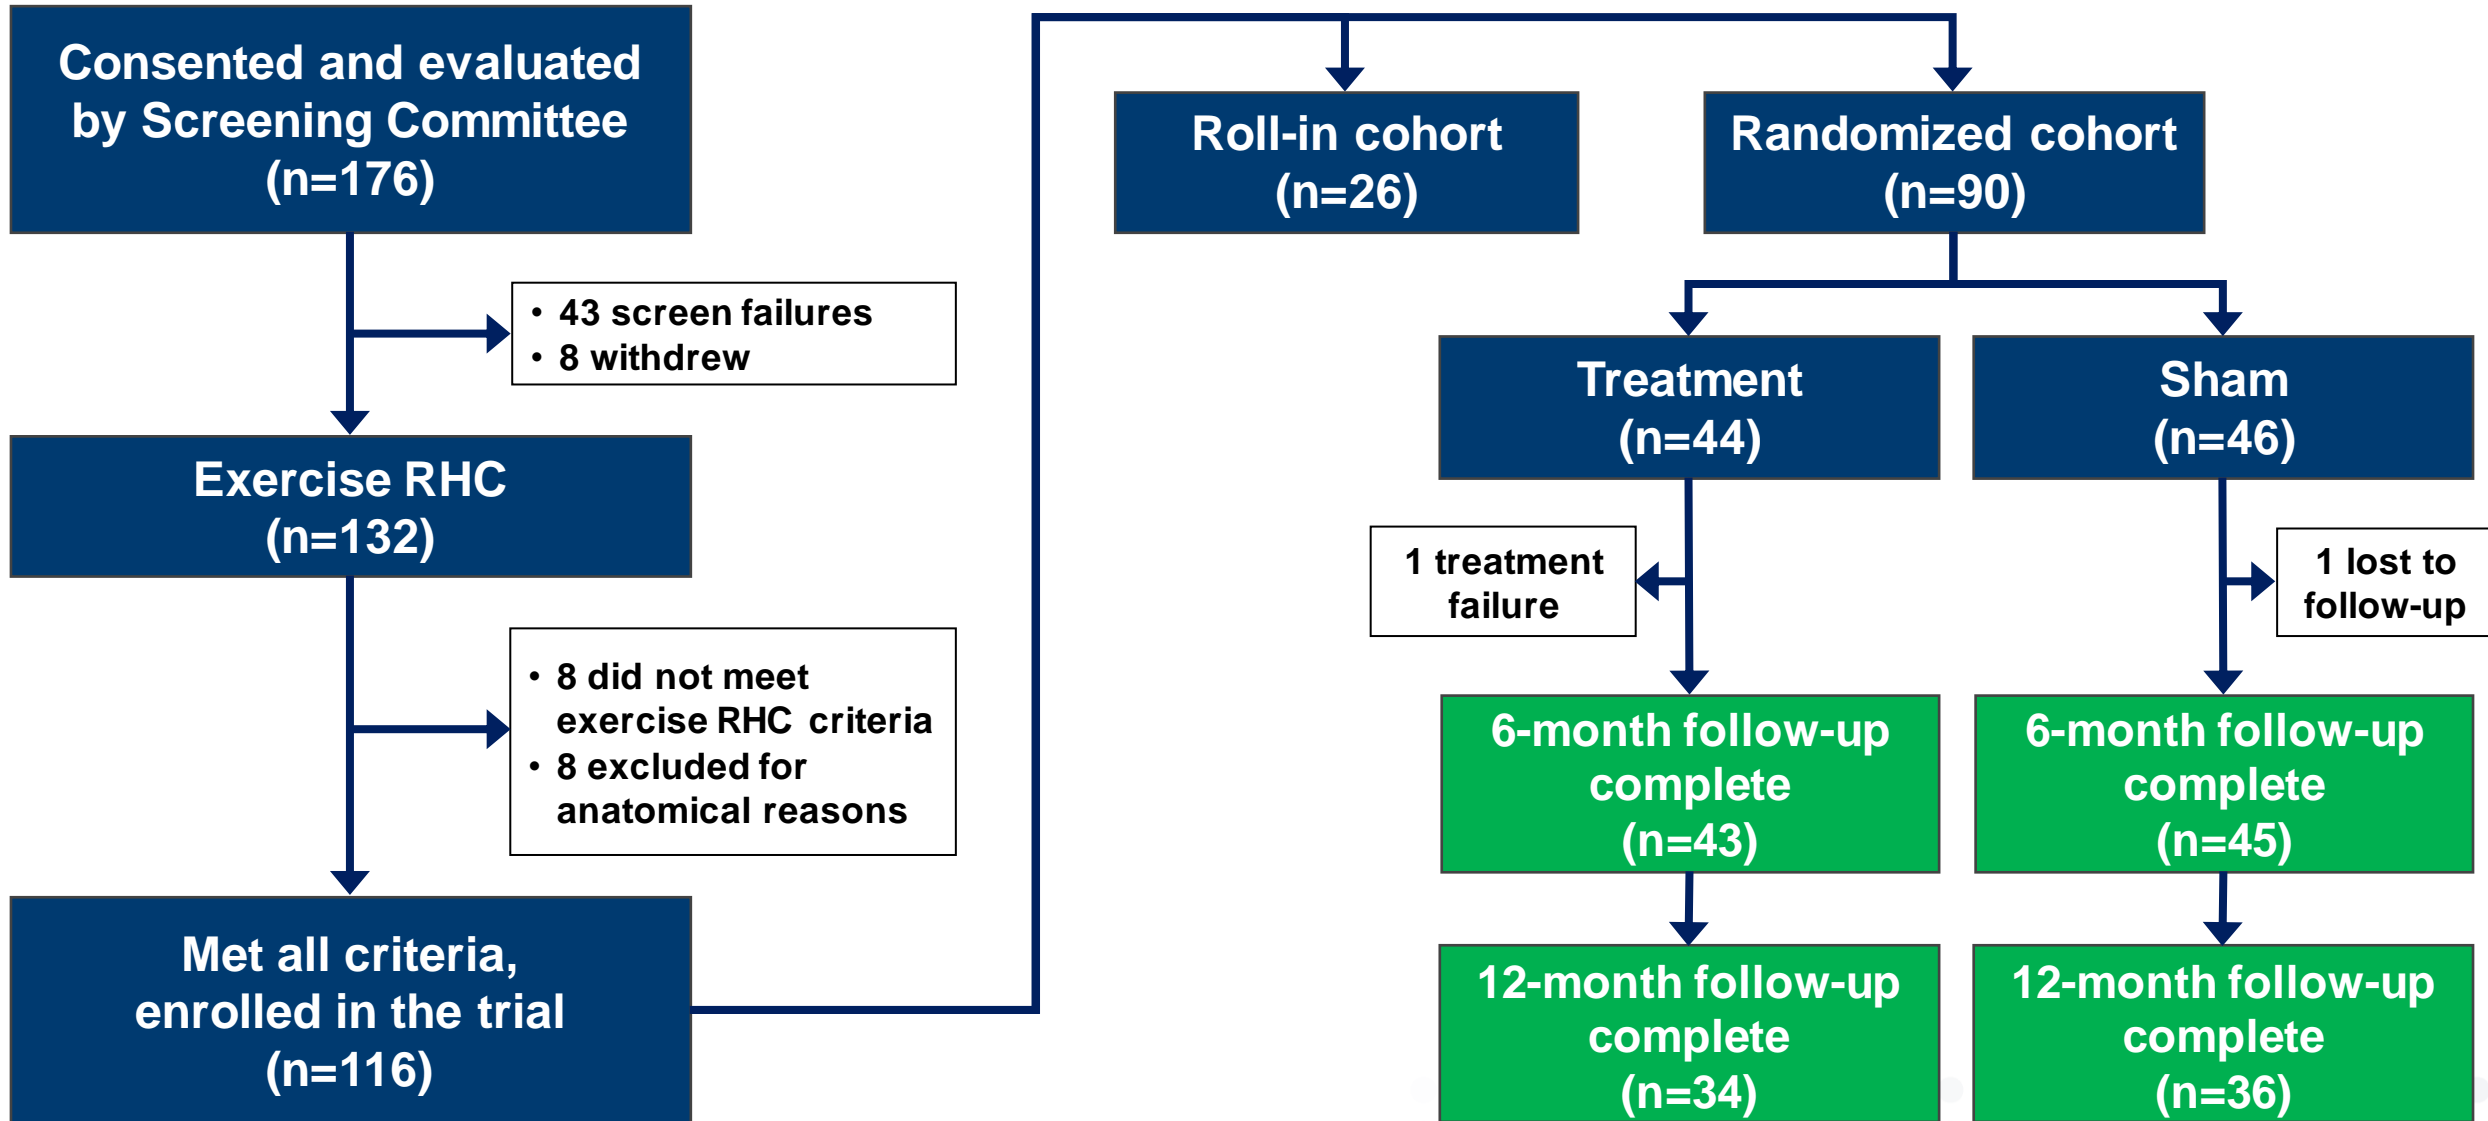 Consented and evaluated
by Screening Committee
(n=176)
• 43 screen failures
• 8 withdrew
Exercise RHC
(n=132)
• 8 did not meet
exercise RHC criteria
• 8 excluded for
anatomical reasons
Met all criteria,
enrolled in the trial
(n=116)
Roll-in cohort
(n=26)
Randomized cohort
(n=90)
Treatment
(n=44)
Sham
(n=46)
1 treatment
failure
1 lost to
follow-up
6-month follow-up
complete
(n=43)
6-month follow-up
complete
(n=45)
12-month follow-up
complete
(n=34)
12-month follow-up
complete
(n=36)